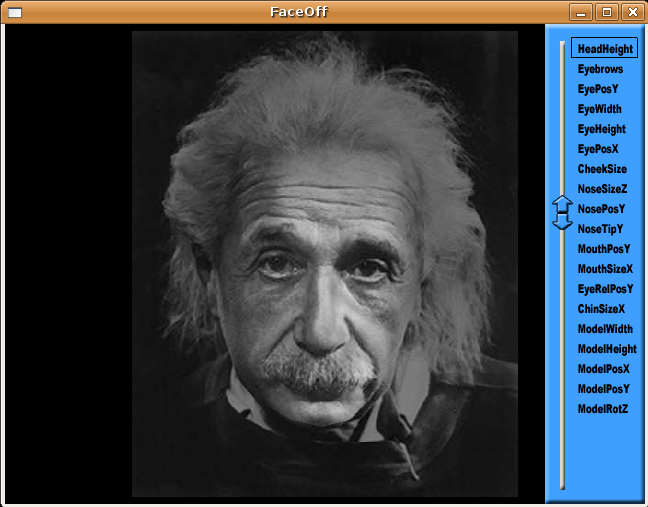 FaceOff
HeadHeight
Eyebrows
EyePosY
EyeWidth
EyeHeight
EyePosX
CheekSize
NoseSizeZ
NosePosY
NoseTipY
MouthPosY
MouthSizeX
EyeRelPosY
ChinSizeX
ModelWidth
ModelHeight
ModelPosX
ModelPosY
ModelRotZ